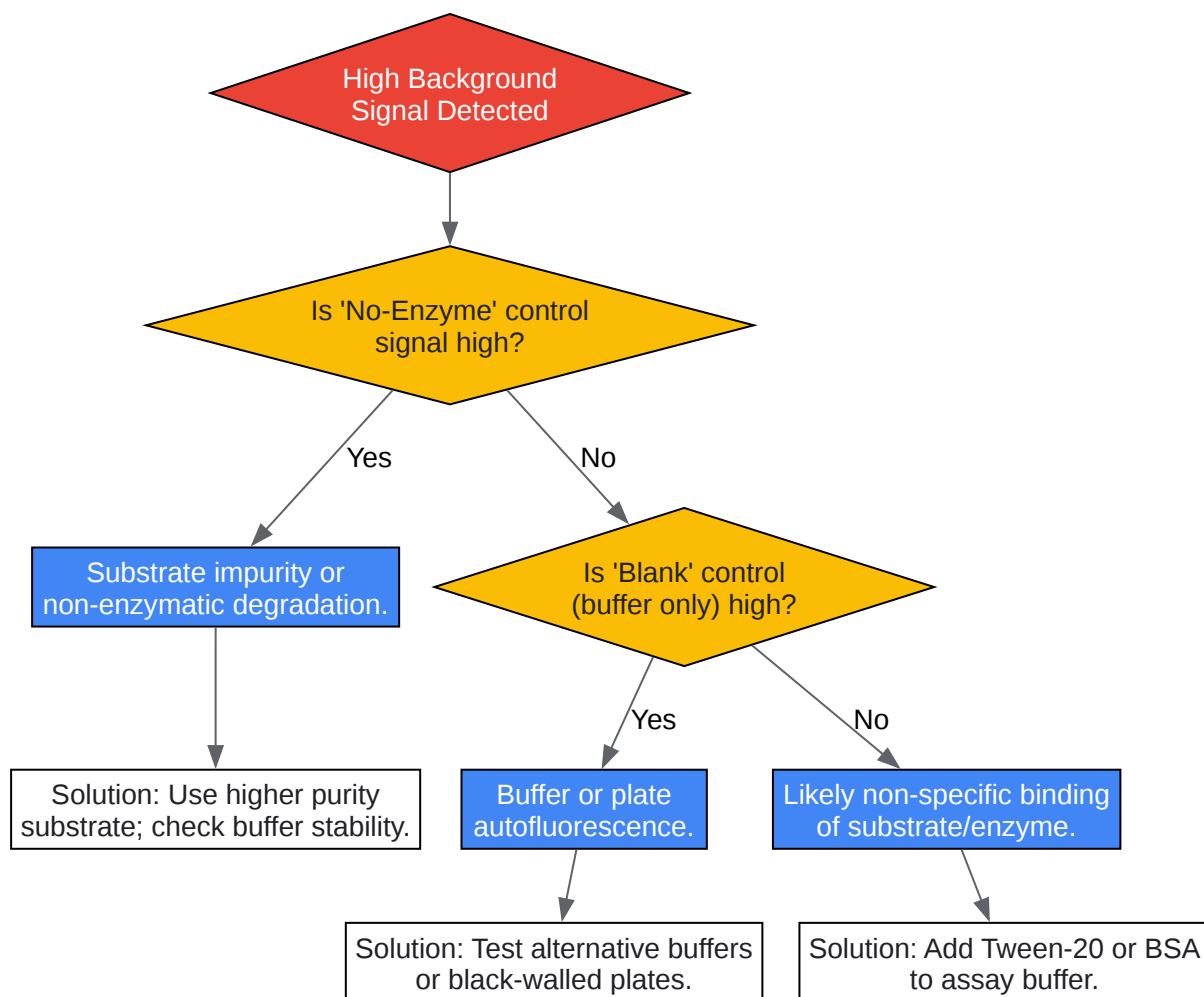 High Background
Signal Detected
Is 'No-Enzyme' control
signal high?
Yes
No
Substrate impurity or
non-enzymatic degradation.
Is 'Blank' control
(buffer only) high?
Yes
No
Solution: Use higher purity
substrate; check buffer stability.
Buffer or plate
autofluorescence.
Likely non-specific binding
of substrate/enzyme.
Solution: Test alternative buffers
or black-walled plates.
Solution: Add Tween-20 or BSA
to assay buffer.